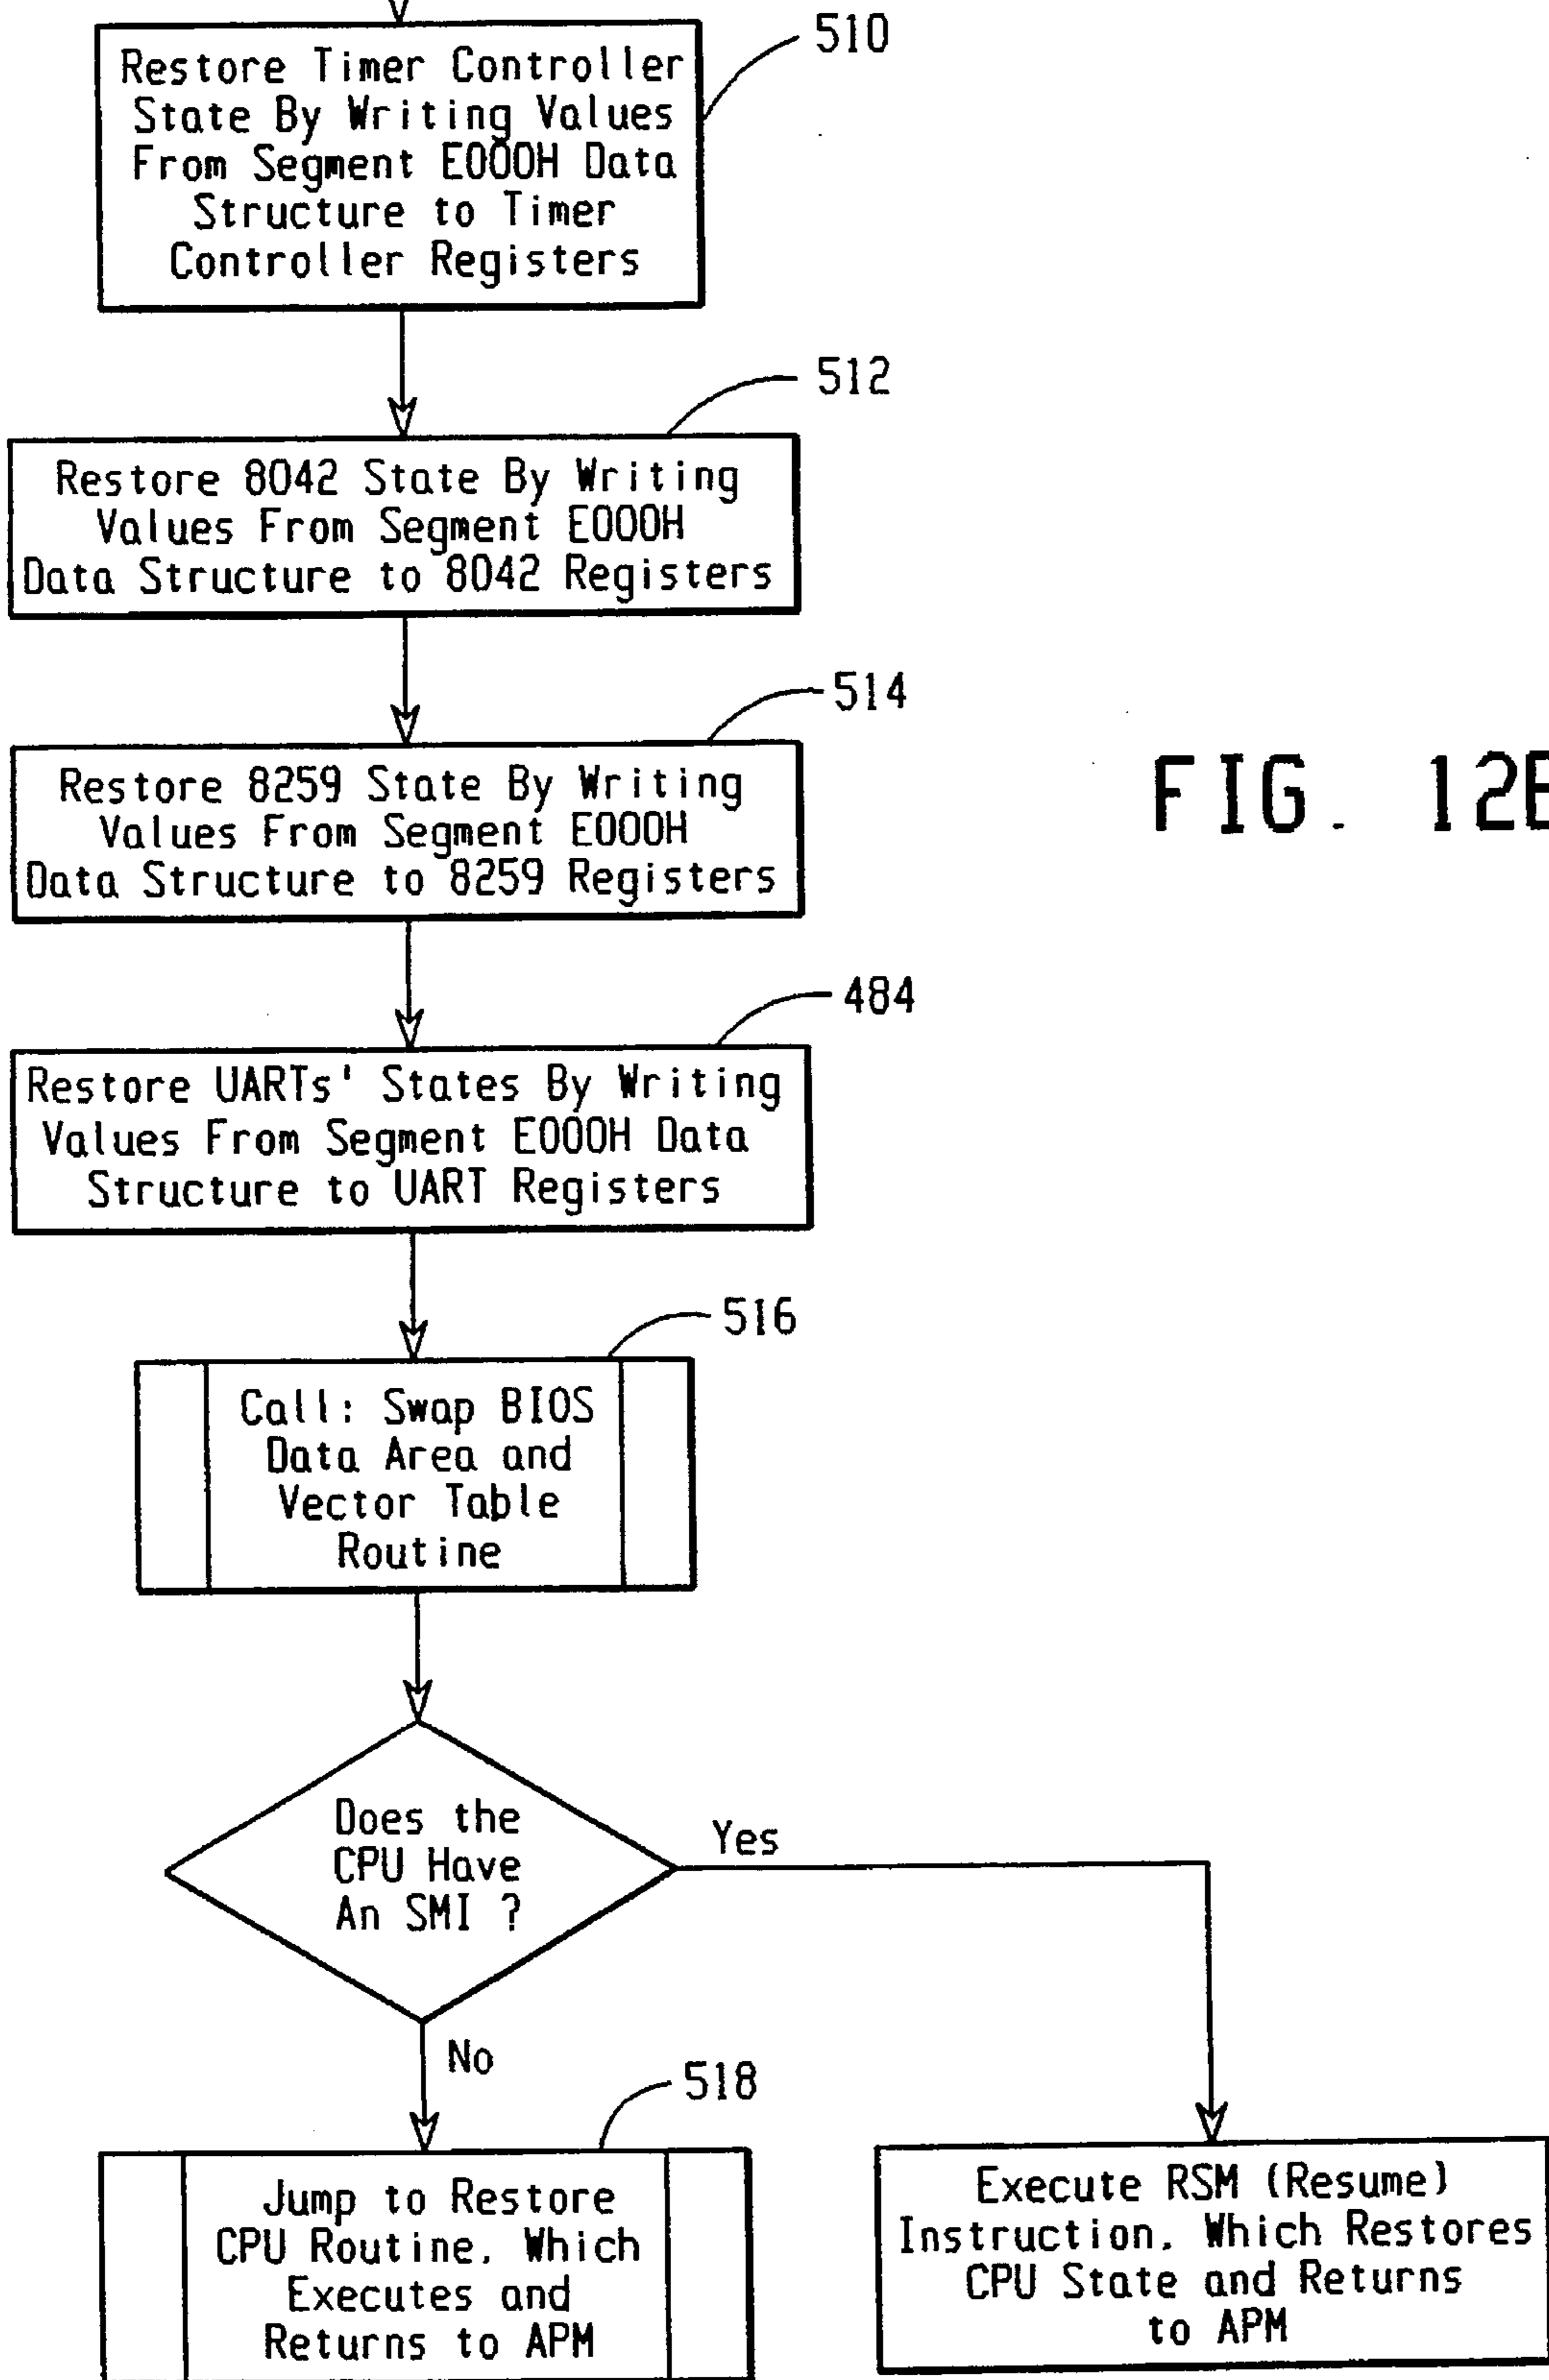 510
Restore Timer Controller
State By Writing Values
From Segment E000H Data
Structure to Timer
Controller Registers
512
Restore 8042 State By Writing
Values From Segment E000H
Data Structure to 8042 Registers
514
Restore 8259 State By Writing
Values From Segment E000H
Data Structure to 8259 Registers
FIG. 12B
484
Restore UARTs' States By Writing
Values From Segment E000H Data
Structure to UART Registers
516
Call: Swap BIOS
Data Area and
Vector Table
Routine
Does the
CPU Have
An SMI ?
Yes
No
518
Jump to Restore
CPU Routine, Which
Executes and
Returns to APM
Execute RSM (Resume)
Instruction, Which Restores
CPU State and Returns
to APM